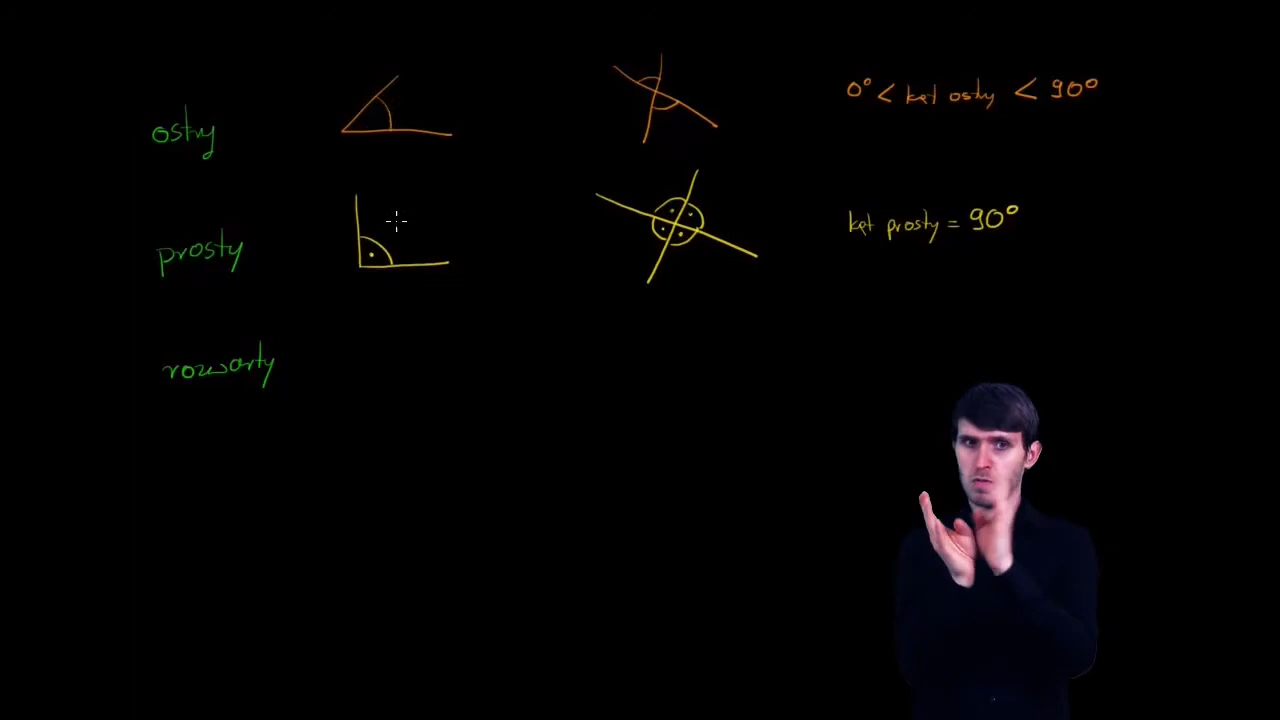 ostry
0° < kąt ostry < 90°
prosty
kąt prosty = 90°
rozwarty